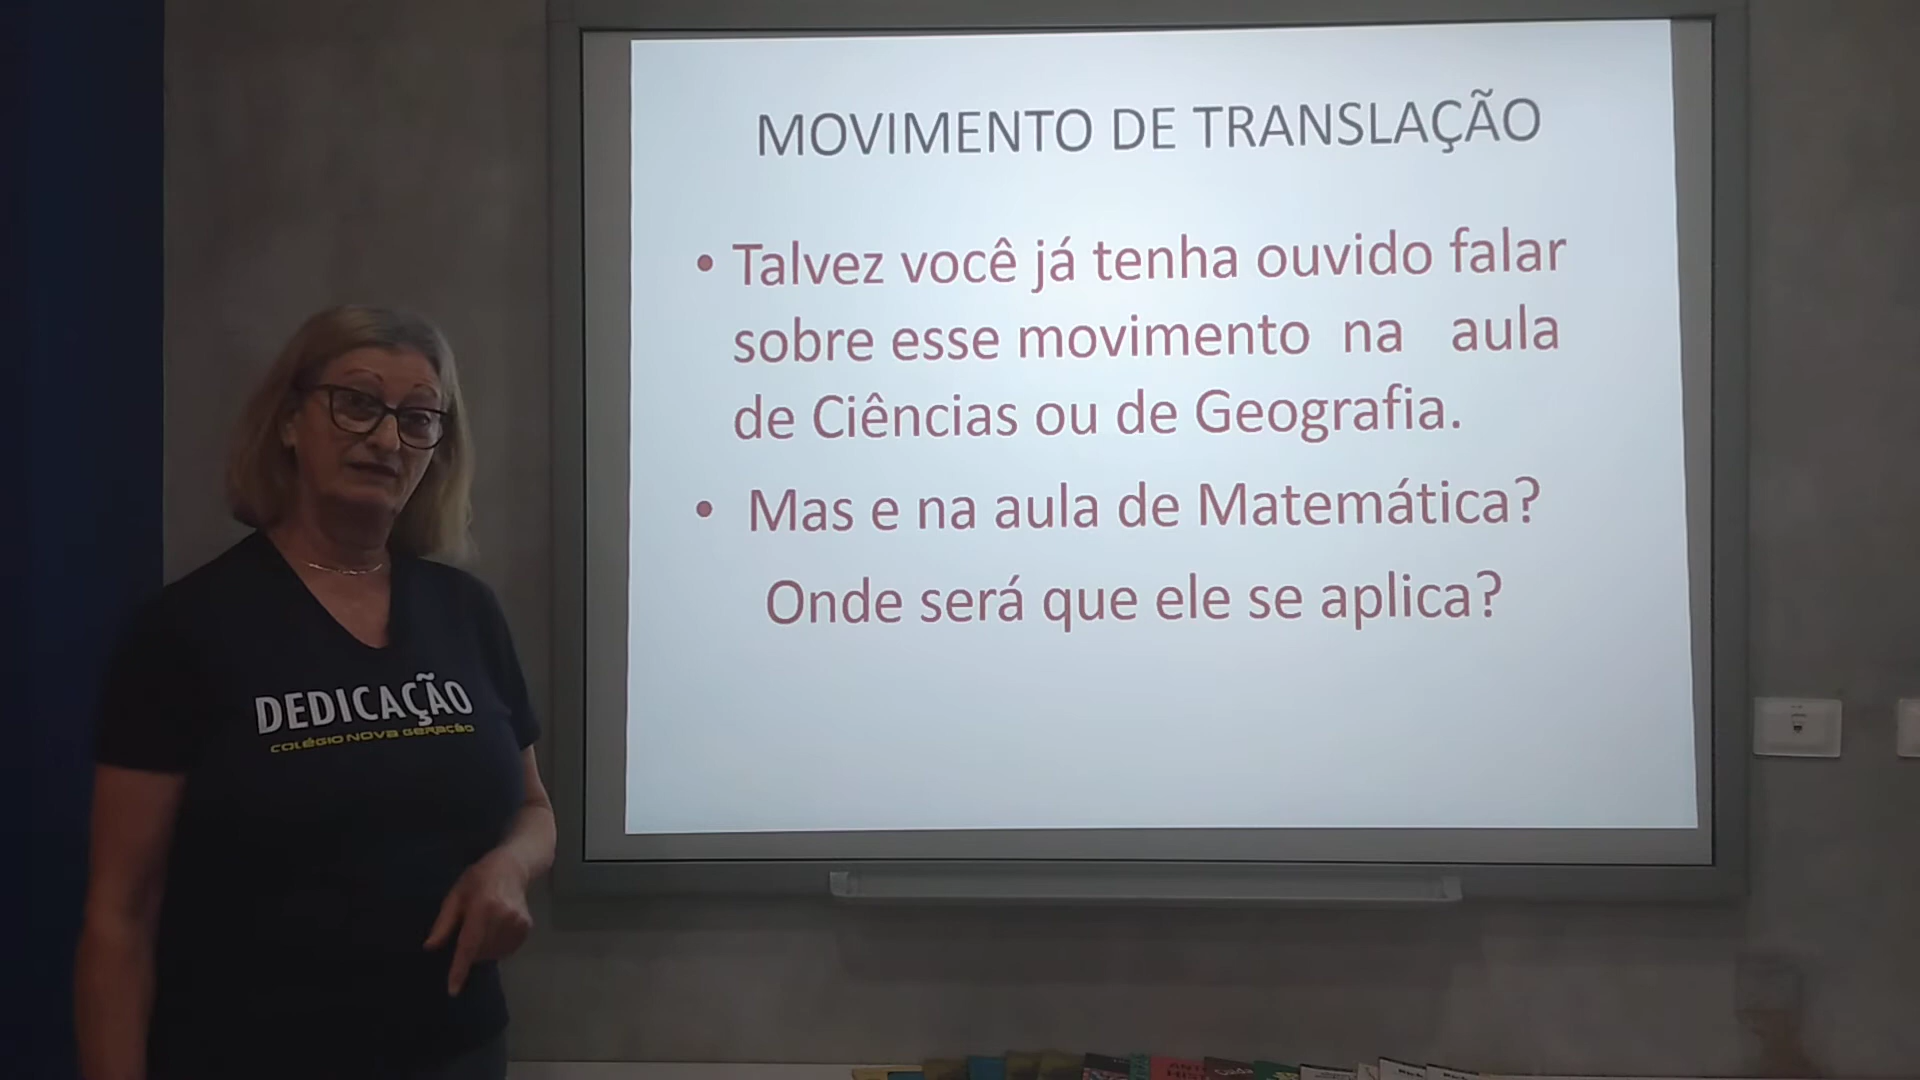 MOVIMENTO DE TRANSLAÇÃO
• Talvez você já tenha ouvido falar
sobre esse movimento na aula
de Ciências ou de Geografia.
• Mas e na aula de Matemática?
Onde será que ele se aplica?
DEDICAÇÃO
COLÉGIO NOVA GERAÇÃO